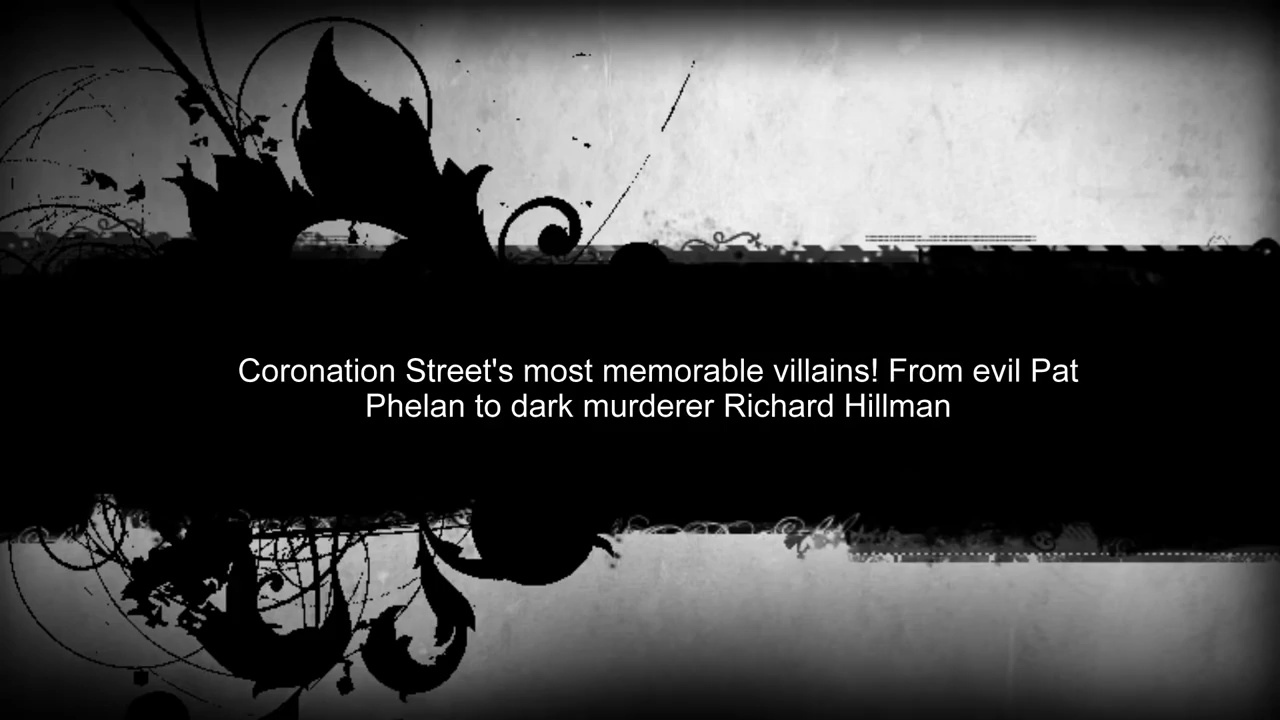 Coronation Street's most memorable villains! From evil Pat
Phelan to dark murderer Richard Hillman